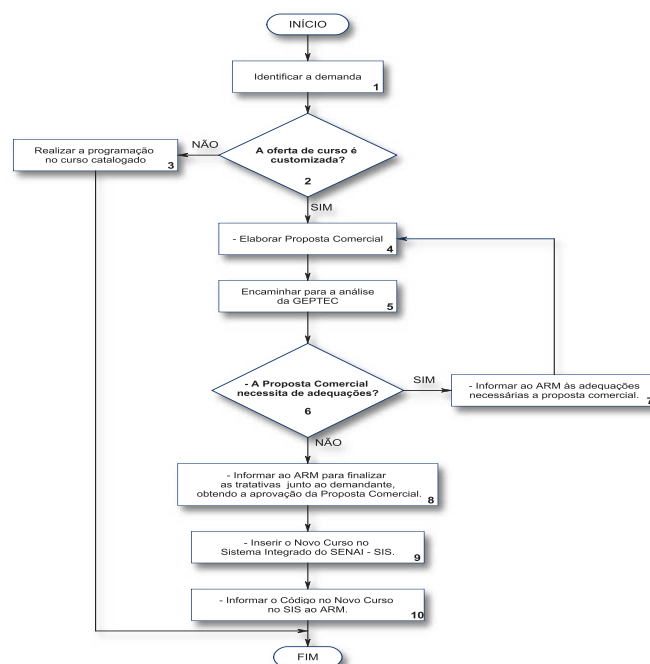 INÍCIO
Identificar a demanda
1
A oferta de curso é
customizada?
2
NÃO
Realizar a programação
no curso catalogado
3
SIM
- Elaborar Proposta Comercial
4
Encaminhar para a análise
da GEPTEC
5
- A Proposta Comercial
necessita de adequações?
6
SIM
- Informar ao ARM às adequações
necessárias a proposta comercial.
7
NÃO
- Informar ao ARM para finalizar
as tratativas junto ao demandante,
obtendo a aprovação da Proposta Comercial.
8
- Inserir o Novo Curso no
Sistema Integrado do SENAI - SIS.
9
- Informar o Código no Novo Curso
no SIS ao ARM.
10
FIM